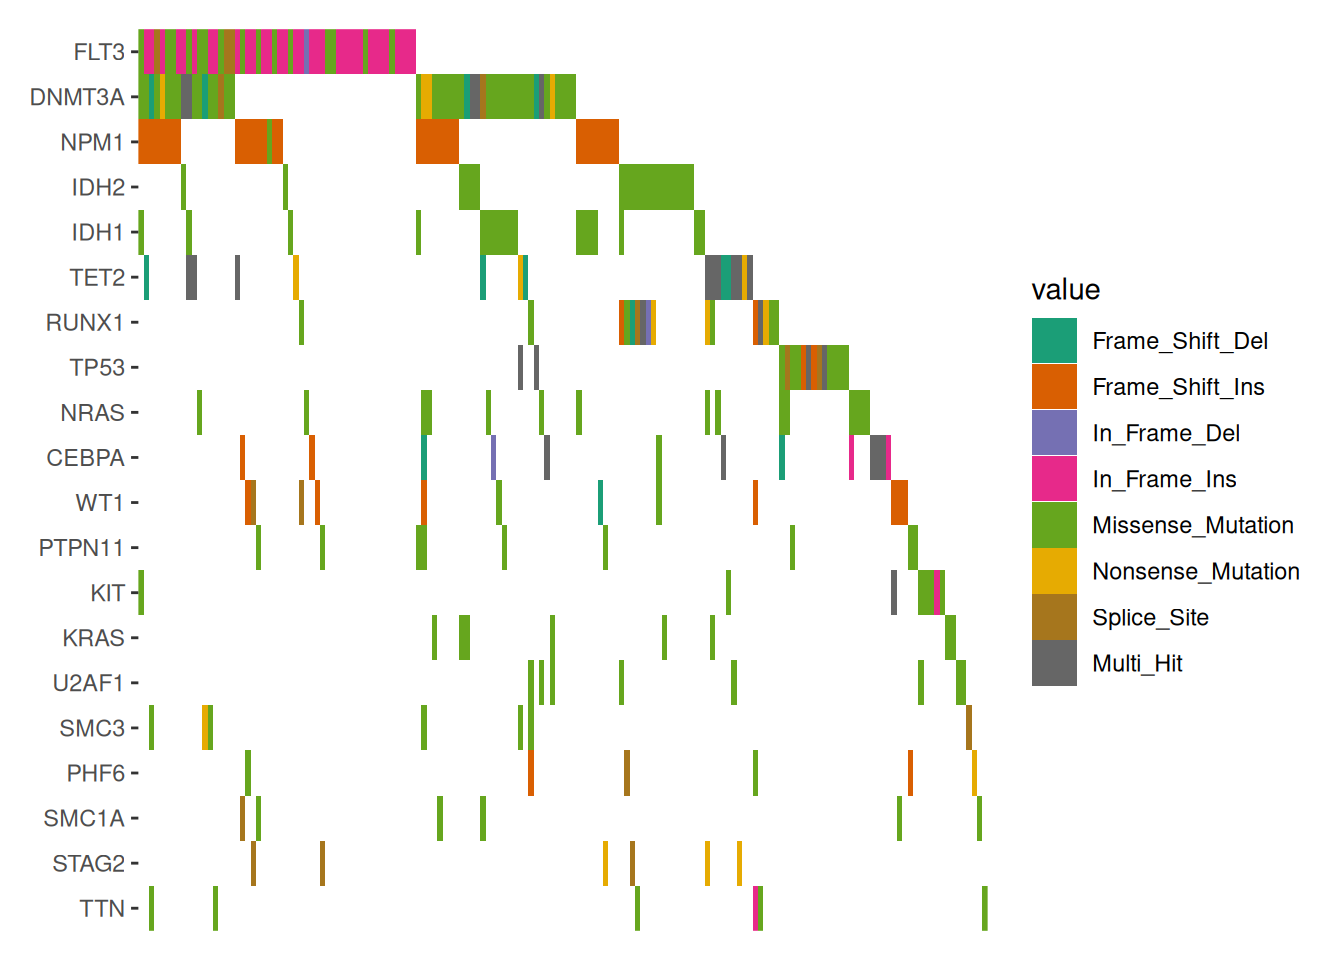 FLT3
DNMT3A
NPM1
IDH2
IDH1
TET2
RUNX1
TP53
NRAS
CEBPA
WT1
PTPN11
KIT
KRAS
U2AF1
SMC3
PHF6
SMC1A
STAG2
TTN
value
Frame_Shift_Del
Frame_Shift_Ins
In_Frame_Del
In_Frame_Ins
Missense_Mutation
Nonsense_Mutation
Splice_Site
Multi_Hit